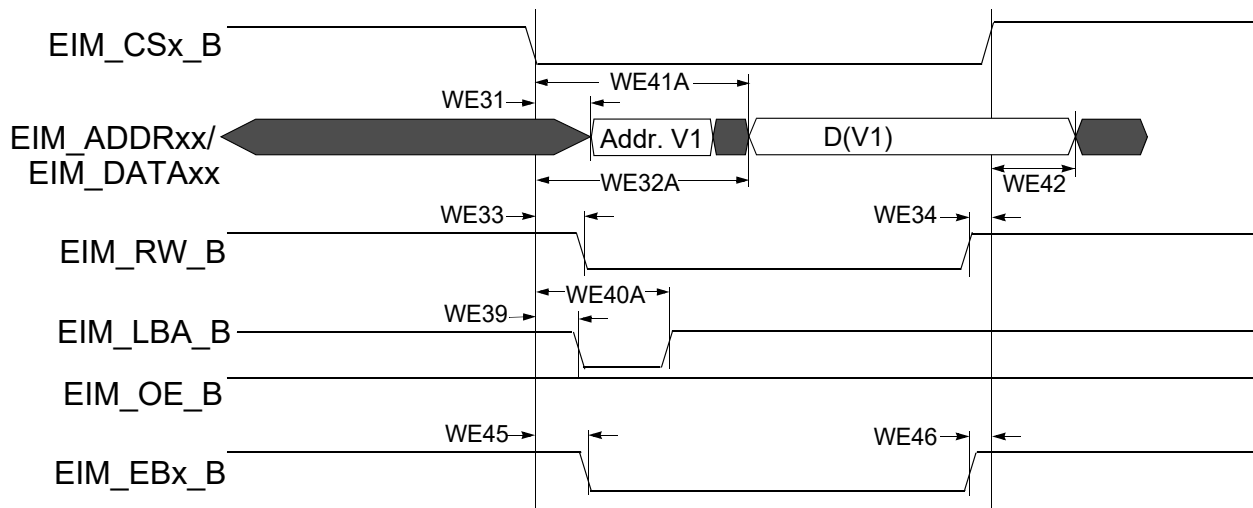 EIM_CSx_B
WE41A
WE31
EIM_ADDRxx/
EIM_DATAxx
Addr. V1
D(V1)
WE32A
WE42
WE33
WE34
EIM_RW_B
WE40A
WE39
EIM_LBA_B
EIM_OE_B
WE45
WE46
EIM_EBx_B